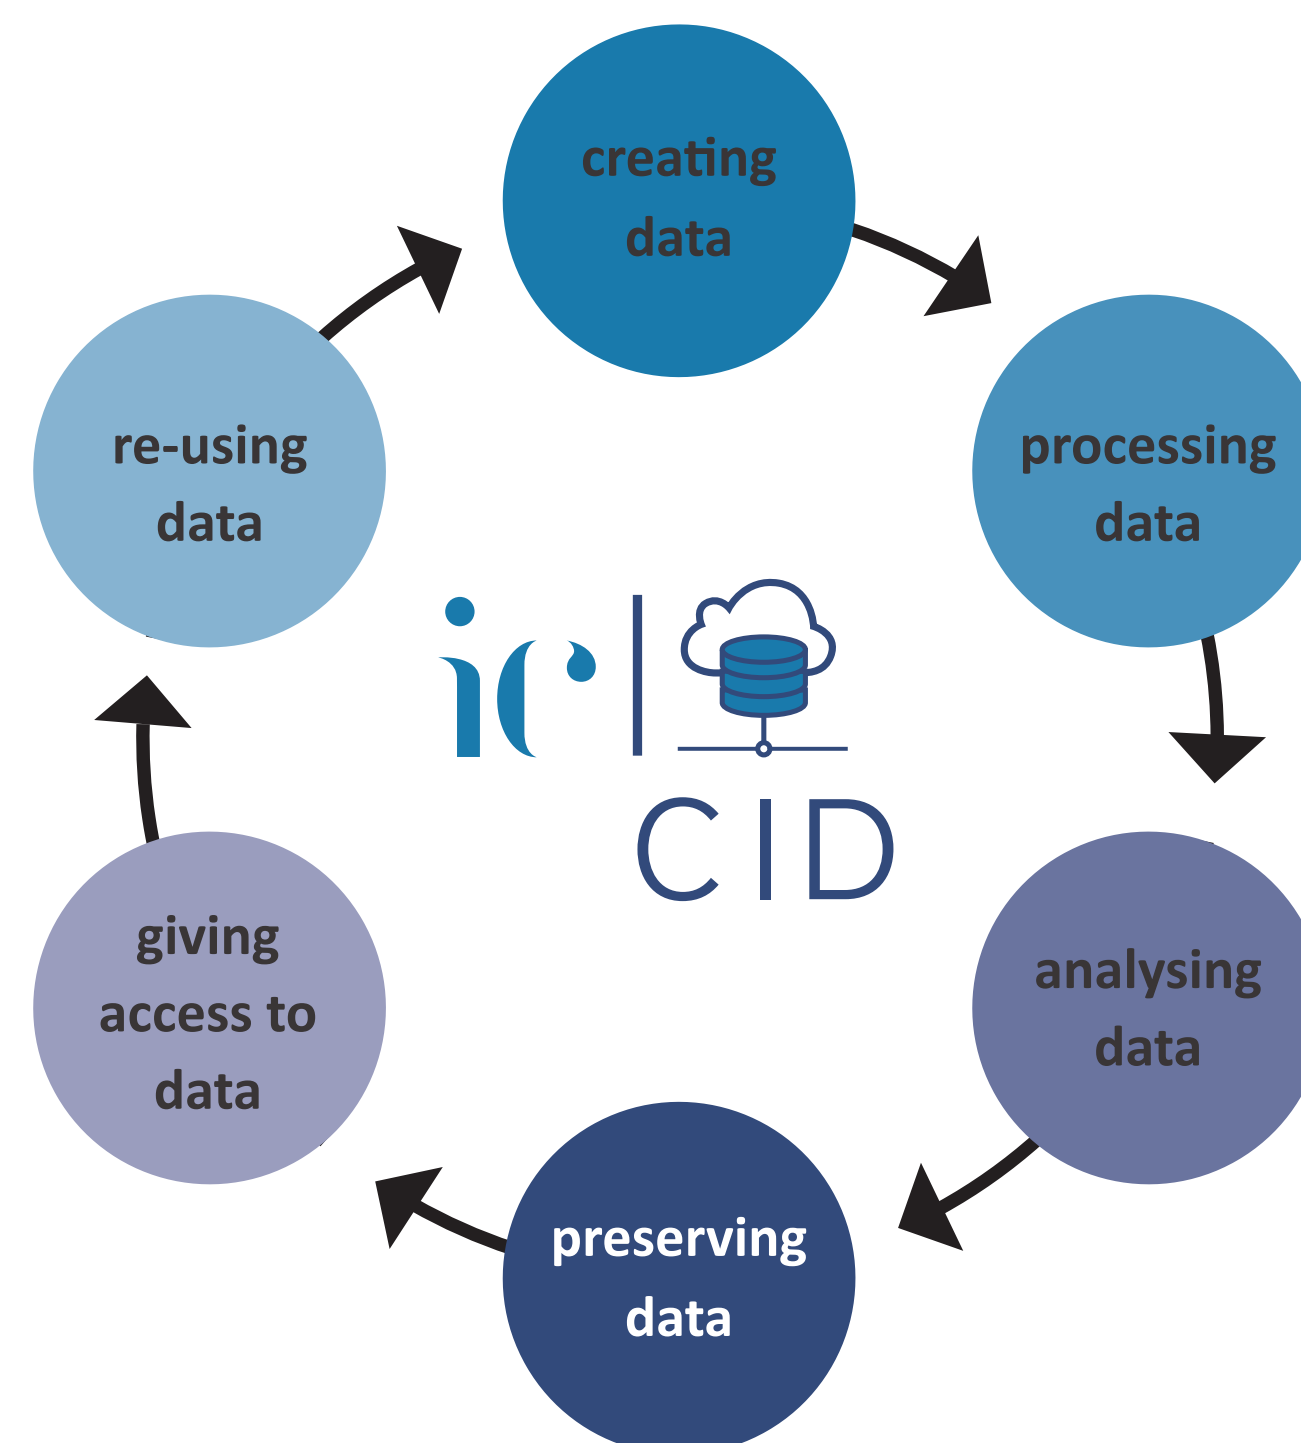 creating
data
processing
data
analysing
data
preserving
data
giving
access to
data
re-using
data
ic
CID